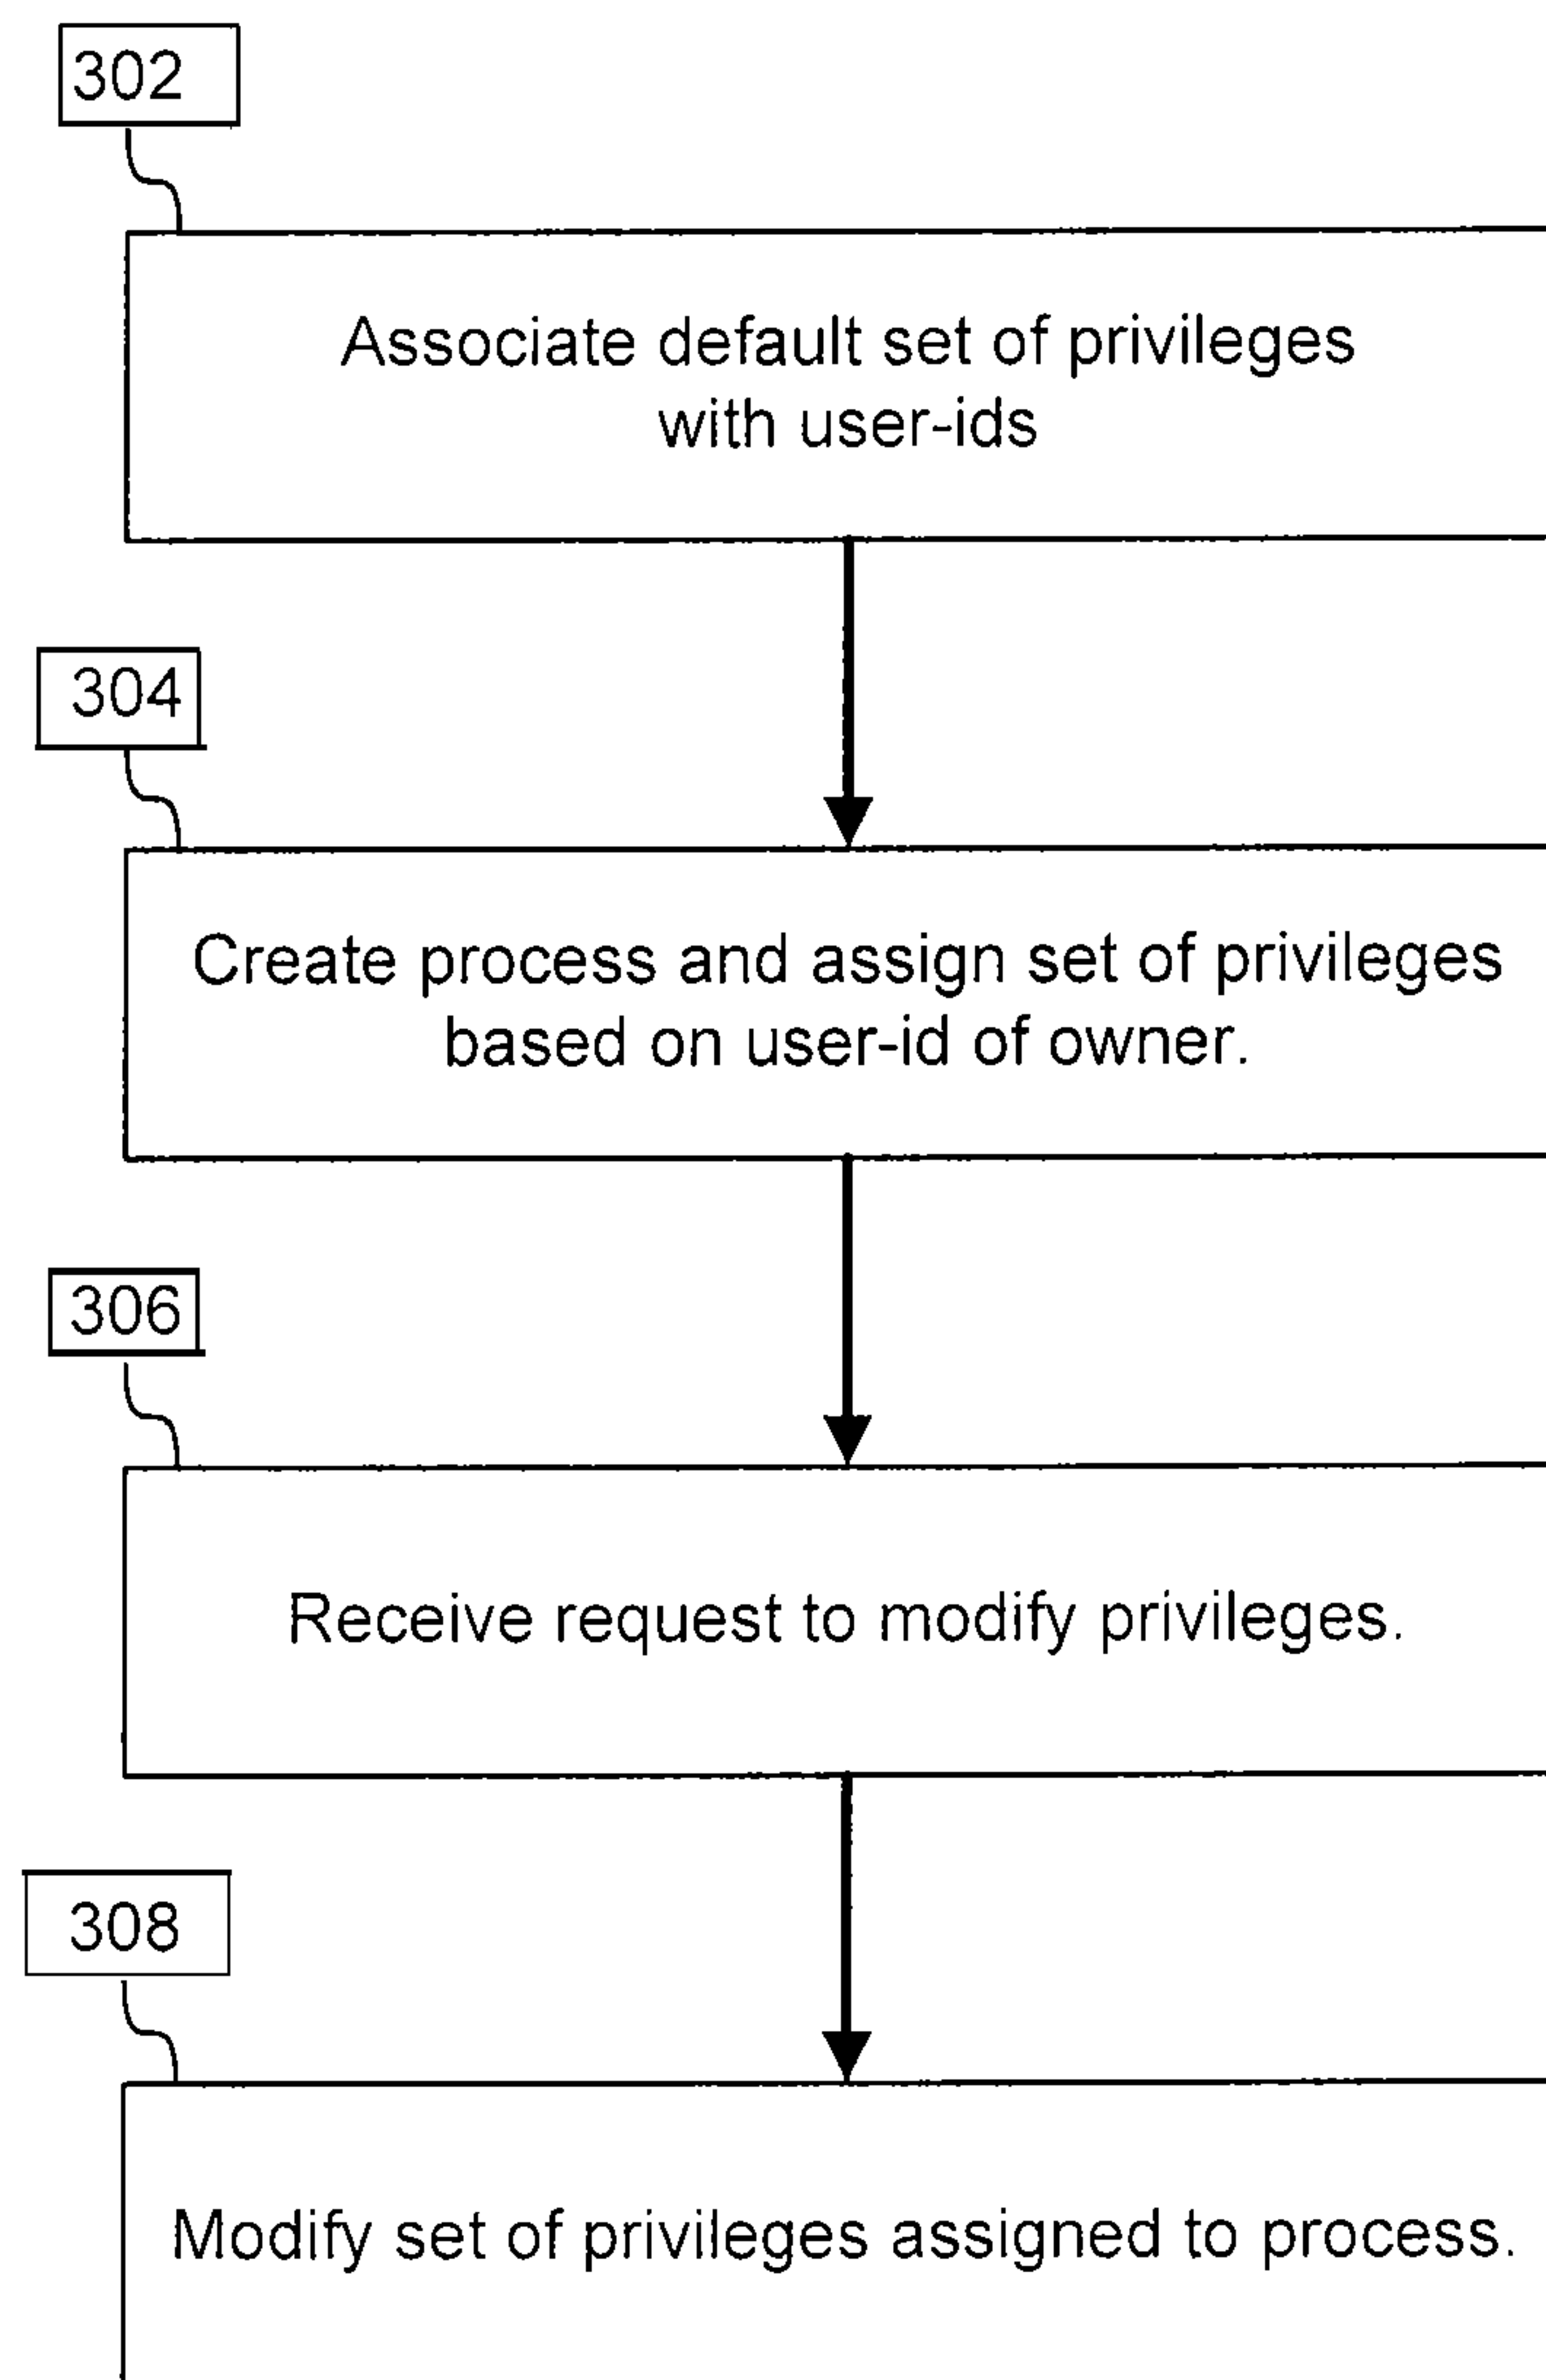 302
Associate default set of privileges
with user-ids
304
Create process and assign set of privileges
based on user-id of owner.
306
Receive request to modify privileges.
308
Modify set of privileges assigned to process.